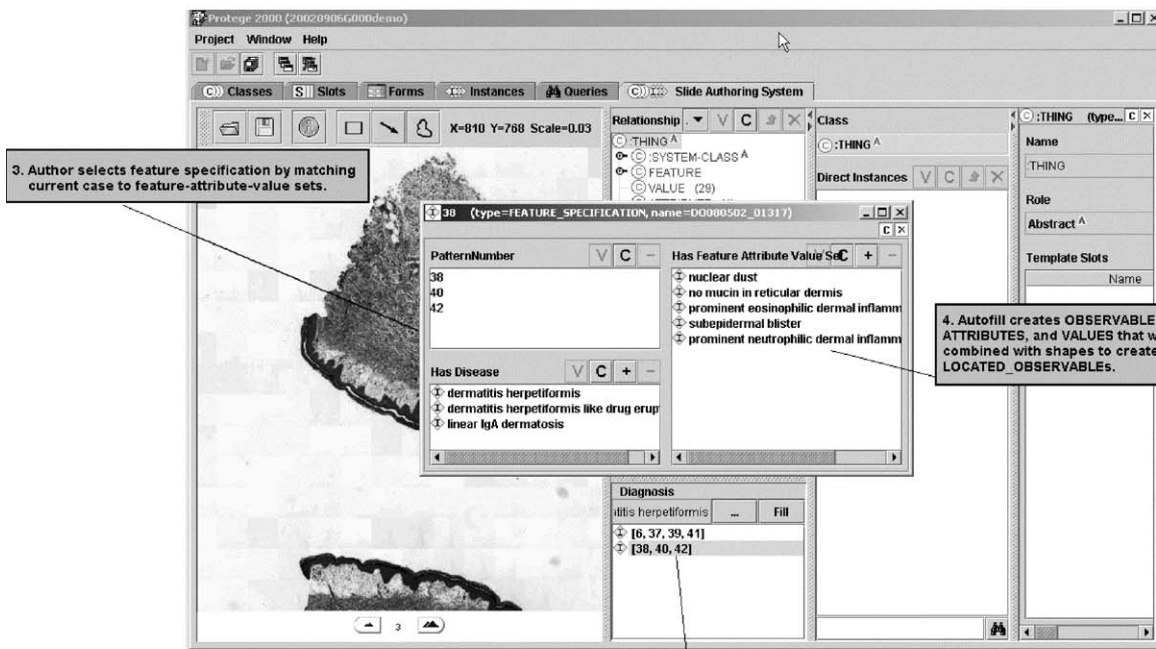 Protege 2000 (20020906G000demo)
Project Window Help
Classes Slots Forms Instances Queries Slide Authoring System
X=810 Y=768 Scale=0.03
3. Author selects feature specification by matching
current case to feature-attribute-value sets.
Relationship
V C
:THING A
:SYSTEM-CLASS A
FEATURE
VALUE (29)
Class
:THING A
Direct Instances V C
:THING (type... C X
Name
:THING
Role
Abstract A
Template Slots
Name
38 (type=FEATURE_SPECIFICATION, name=DO080502_01317)
C X
PatternNumber V C −
38
40
42
Has Disease V C + −
dermatitis herpetiformis
dermatitis herpetiformis like drug erup
linear IgA dermatosis
Has Feature Attribute Value Se C + −
nuclear dust
no mucin in reticular dermis
prominent eosinophilic dermal inflamm
subepidermal blister
prominent neutrophilic dermal inflamm
4. Autofill creates OBSERVABLE
ATTRIBUTES, and VALUES that w
combined with shapes to create
LOCATED_OBSERVABLEs.
Diagnosis
titis herpetiformis ... Fill
[6, 37, 39, 41]
[38, 40, 42]
3